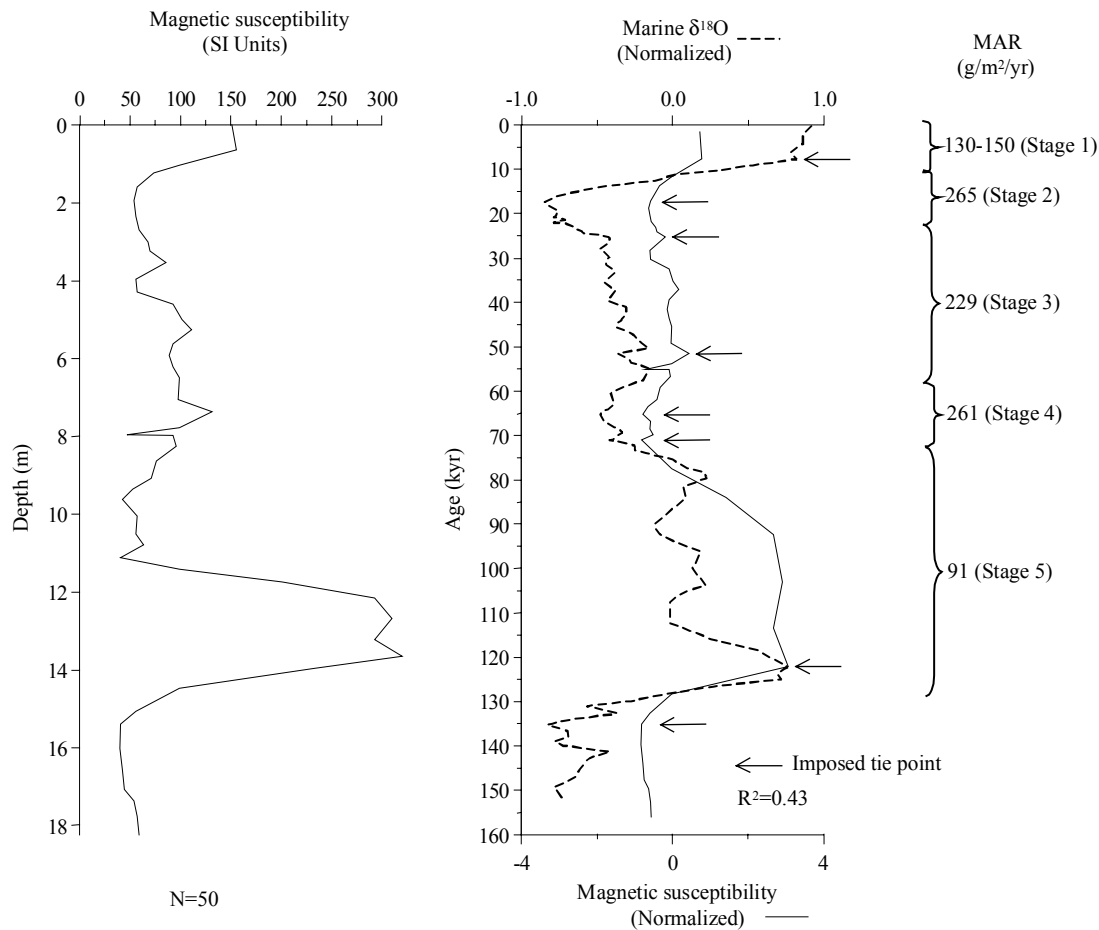 Magnetic susceptibility
(SI Units)
0 50 100 150 200 250 300
0
2
4
6
8
10
12
14
16
18
Depth (m)
N=50
Marine δ¹⁸O
(Normalized)
-1.0 0.0 1.0
0
10
20
30
40
50
60
70
80
90
100
110
120
130
140
150
160
Age (kyr)
Imposed tie point
R²=0.43
-4 0 4
Magnetic susceptibility
(Normalized)
MAR
(g/m²/yr)
130-150 (Stage 1)
265 (Stage 2)
229 (Stage 3)
261 (Stage 4)
91 (Stage 5)